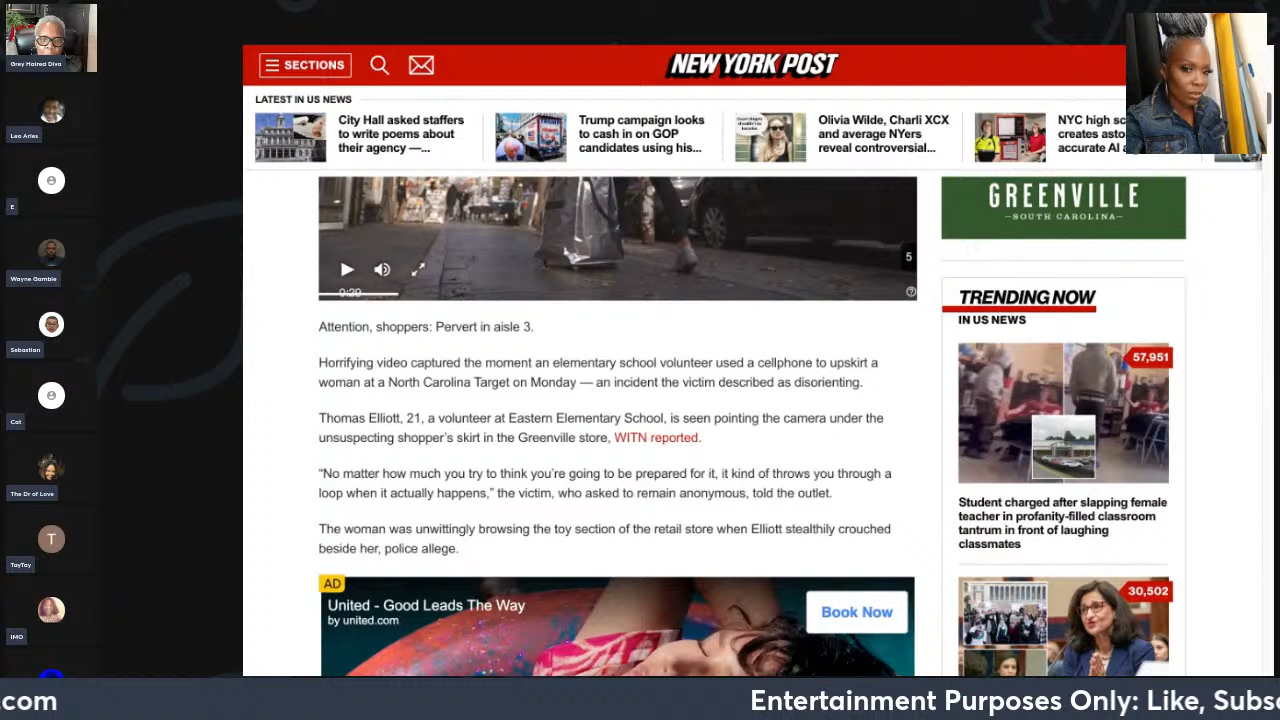 Grey Haired Diva
Leo Aries
E
Wayne Gamble
Sebastian
Cat
The Dr of Love
T
TayTay
IMO
SECTIONS
NEW YORK POST
LATEST IN US NEWS
City Hall asked staffers
to write poems about
their agency —...
Trump campaign looks
to cash in on GOP
candidates using his...
Olivia Wilde, Charli XCX
and average NYers
reveal controversial...
NYC high sc
creates asto
accurate AI a
5
0:29
Attention, shoppers: Pervert in aisle 3.
Horrifying video captured the moment an elementary school volunteer used a cellphone to upskirt a
woman at a North Carolina Target on Monday — an incident the victim described as disorienting.
Thomas Elliott, 21, a volunteer at Eastern Elementary School, is seen pointing the camera under the
unsuspecting shopper's skirt in the Greenville store, WITN reported.
“No matter how much you try to think you're going to be prepared for it, it kind of throws you through a
loop when it actually happens,” the victim, who asked to remain anonymous, told the outlet.
The woman was unwittingly browsing the toy section of the retail store when Elliott stealthily crouched
beside her, police allege.
AD
United - Good Leads The Way
by united.com
Book Now
GREENVILLE
—SOUTH CAROLINA—
TRENDING NOW
IN US NEWS
57,951
Student charged after slapping female
teacher in profanity-filled classroom
tantrum in front of laughing
classmates
30,502
.com
Entertainment Purposes Only: Like, Subsc